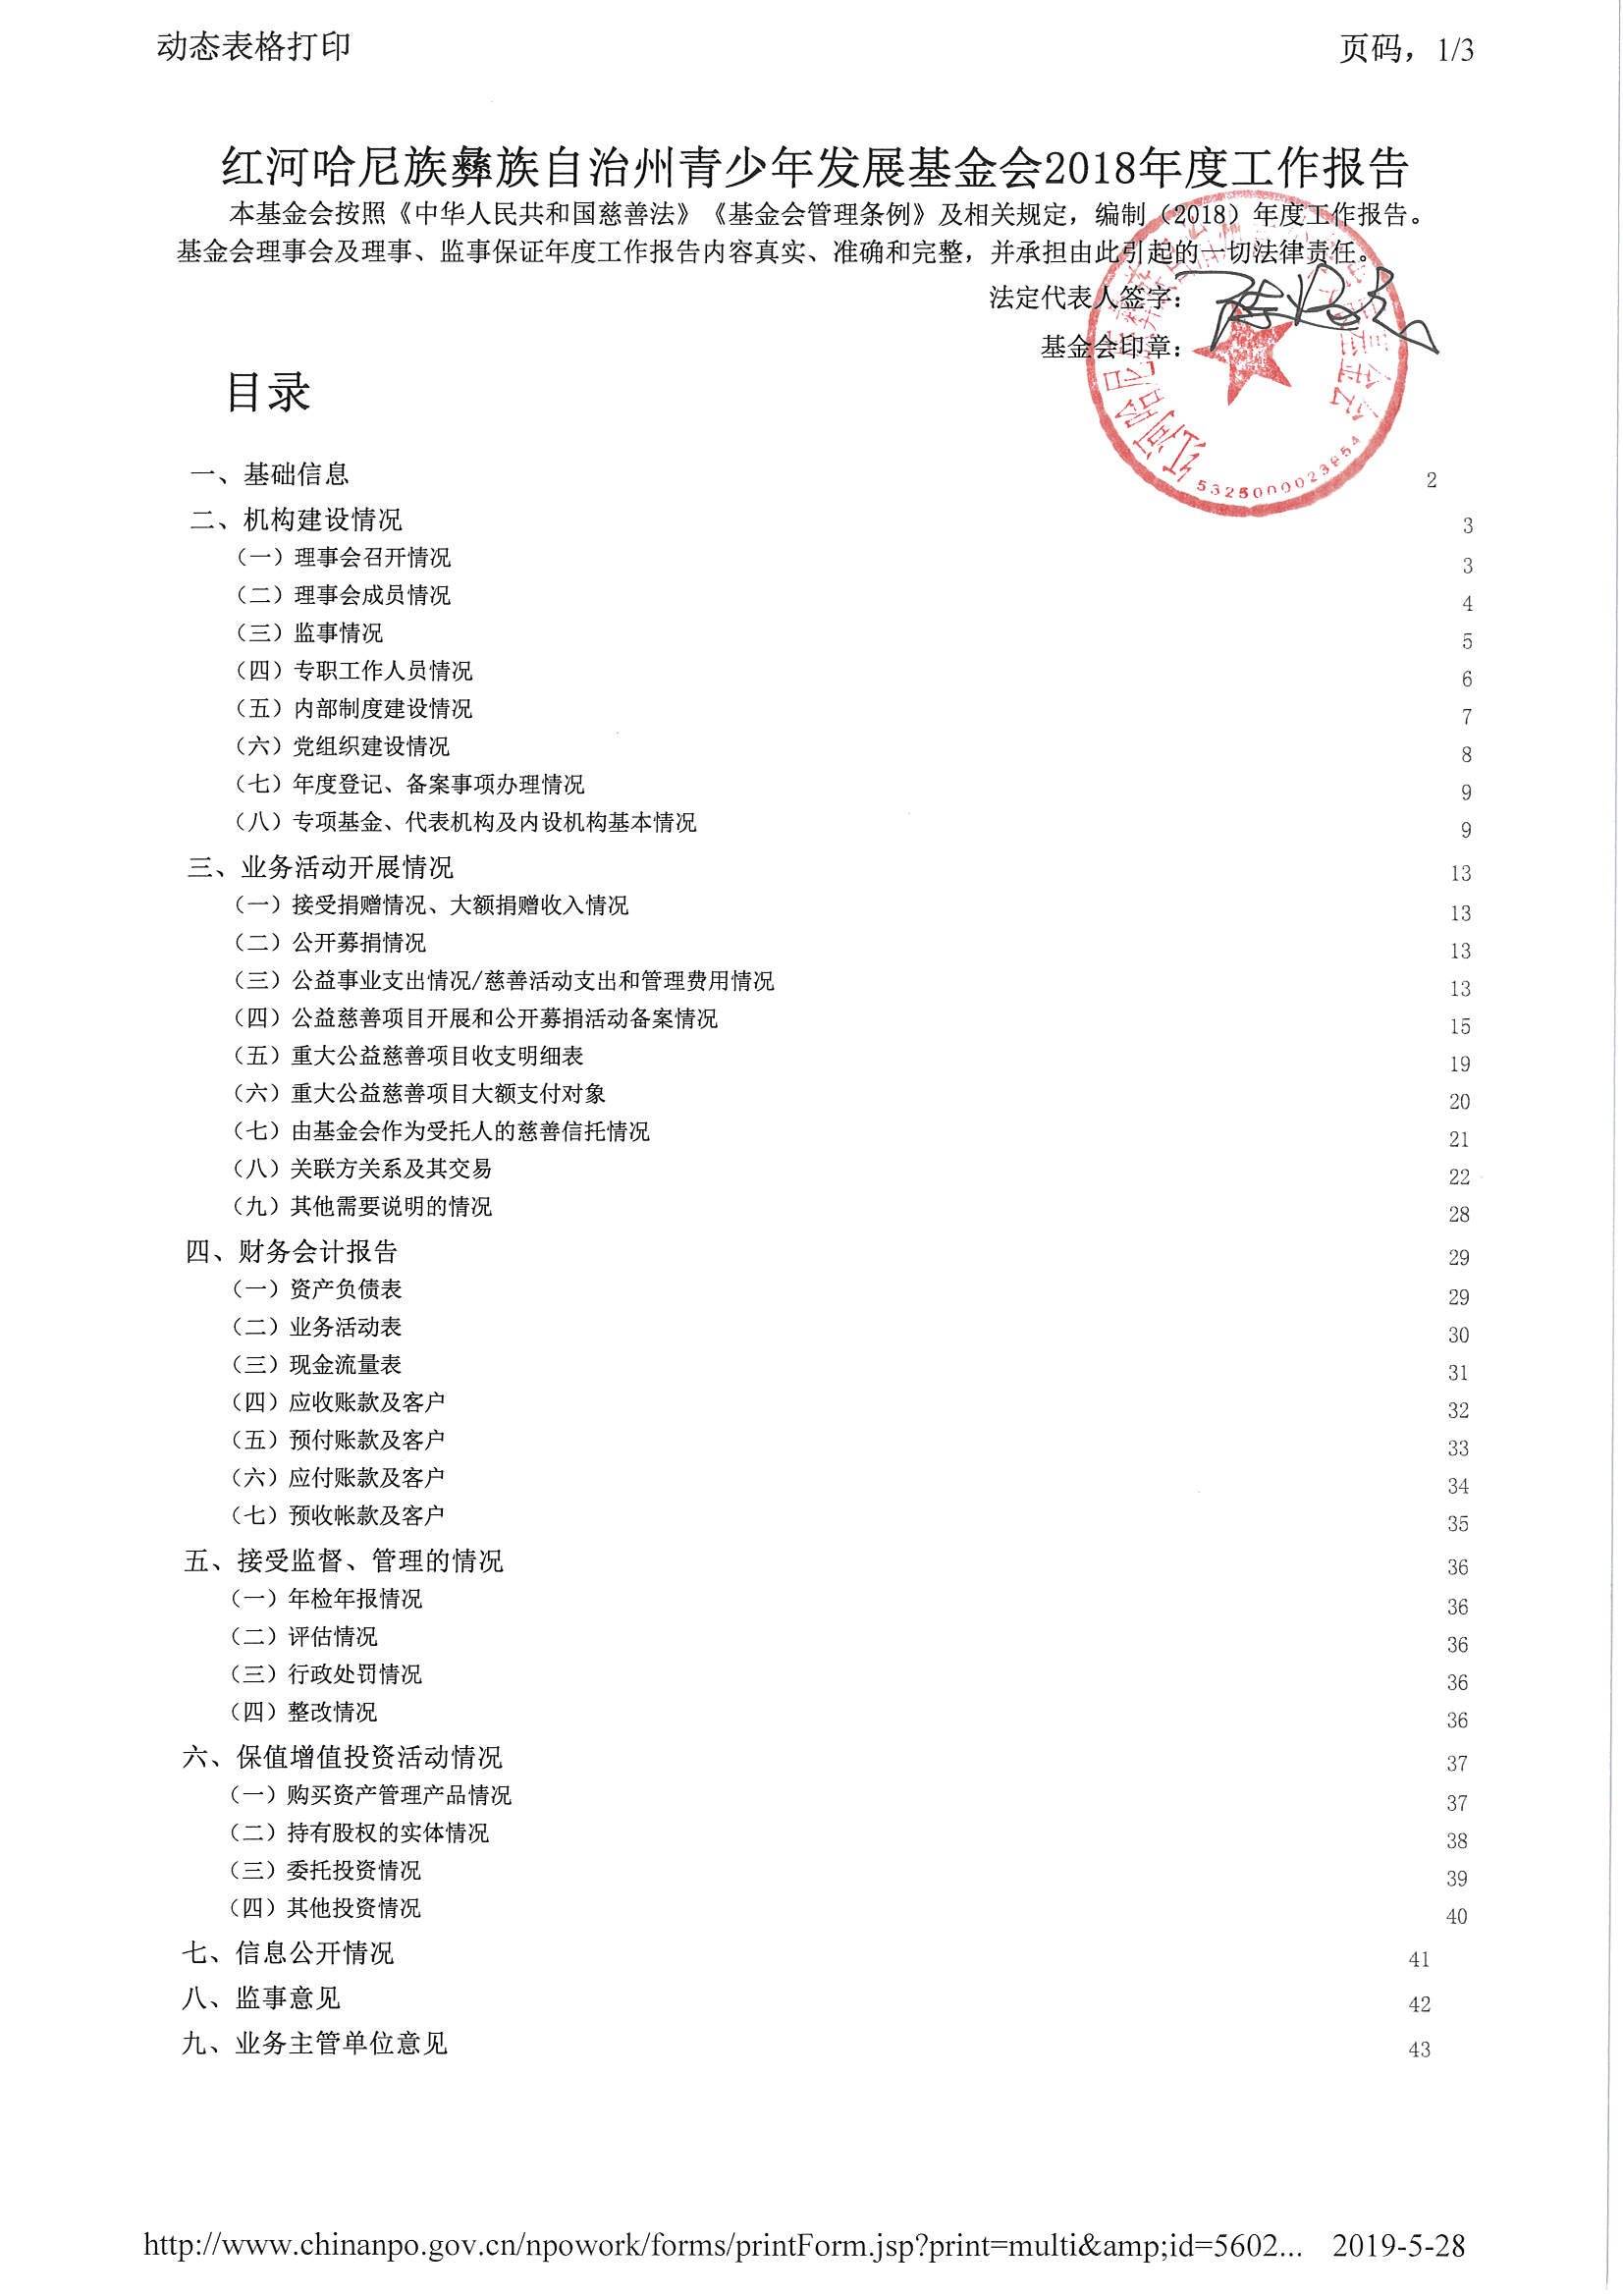 动态表格打印 页码，1/3
红河哈尼族彝族自治州青少年发展基金会2018年度工作报告
本基金会按照《中华人民共和国慈善法》《基金会管理条例》及相关规定，编制（2018）年度工作报告。
基金会理事会及理事、监事保证年度工作报告内容真实、准确和完整，并承担由此引起的一切法律责任。
法定代表人签字：
基金会印章：
目录
一、基础信息 2
二、机构建设情况 3
（一）理事会召开情况 3
（二）理事会成员情况 4
（三）监事情况 5
（四）专职工作人员情况 6
（五）内部制度建设情况 7
（六）党组织建设情况 8
（七）年度登记、备案事项办理情况 9
（八）专项基金、代表机构及内设机构基本情况 9
三、业务活动开展情况 13
（一）接受捐赠情况、大额捐赠收入情况 13
（二）公开募捐情况 13
（三）公益事业支出情况/慈善活动支出和管理费用情况 13
（四）公益慈善项目开展和公开募捐活动备案情况 15
（五）重大公益慈善项目收支明细表 19
（六）重大公益慈善项目大额支付对象 20
（七）由基金会作为受托人的慈善信托情况 21
（八）关联方关系及其交易 22
（九）其他需要说明的情况 28
四、财务会计报告 29
（一）资产负债表 29
（二）业务活动表 30
（三）现金流量表 31
（四）应收账款及客户 32
（五）预付账款及客户 33
（六）应付账款及客户 34
（七）预收帐款及客户 35
五、接受监督、管理的情况 36
（一）年检年报情况 36
（二）评估情况 36
（三）行政处罚情况 36
（四）整改情况 36
六、保值增值投资活动情况 37
（一）购买资产管理产品情况 37
（二）持有股权的实体情况 38
（三）委托投资情况 39
（四）其他投资情况 40
七、信息公开情况 41
八、监事意见 42
九、业务主管单位意见 43
http://www.chinanpo.gov.cn/npowork/forms/printForm.jsp?print=multi&amp;id=5602... 2019-5-28